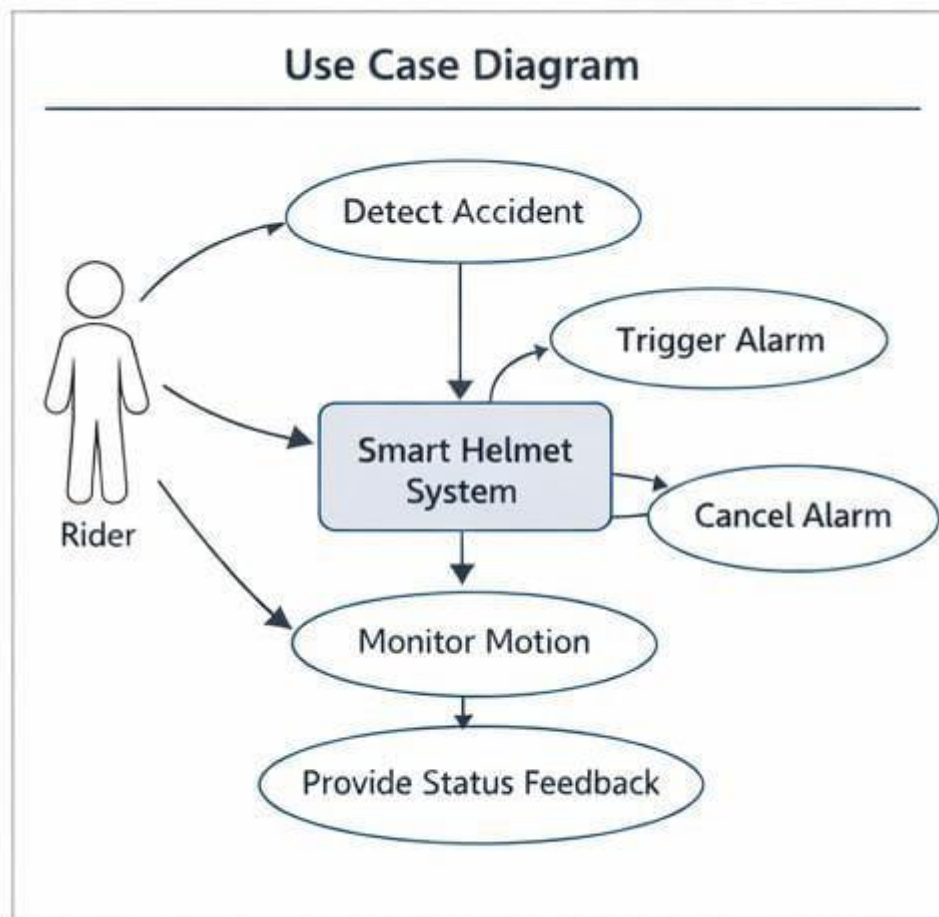 Use Case Diagram
Detect Accident
Trigger Alarm
Smart Helmet
System
Cancel Alarm
Rider
Monitor Motion
Provide Status Feedback